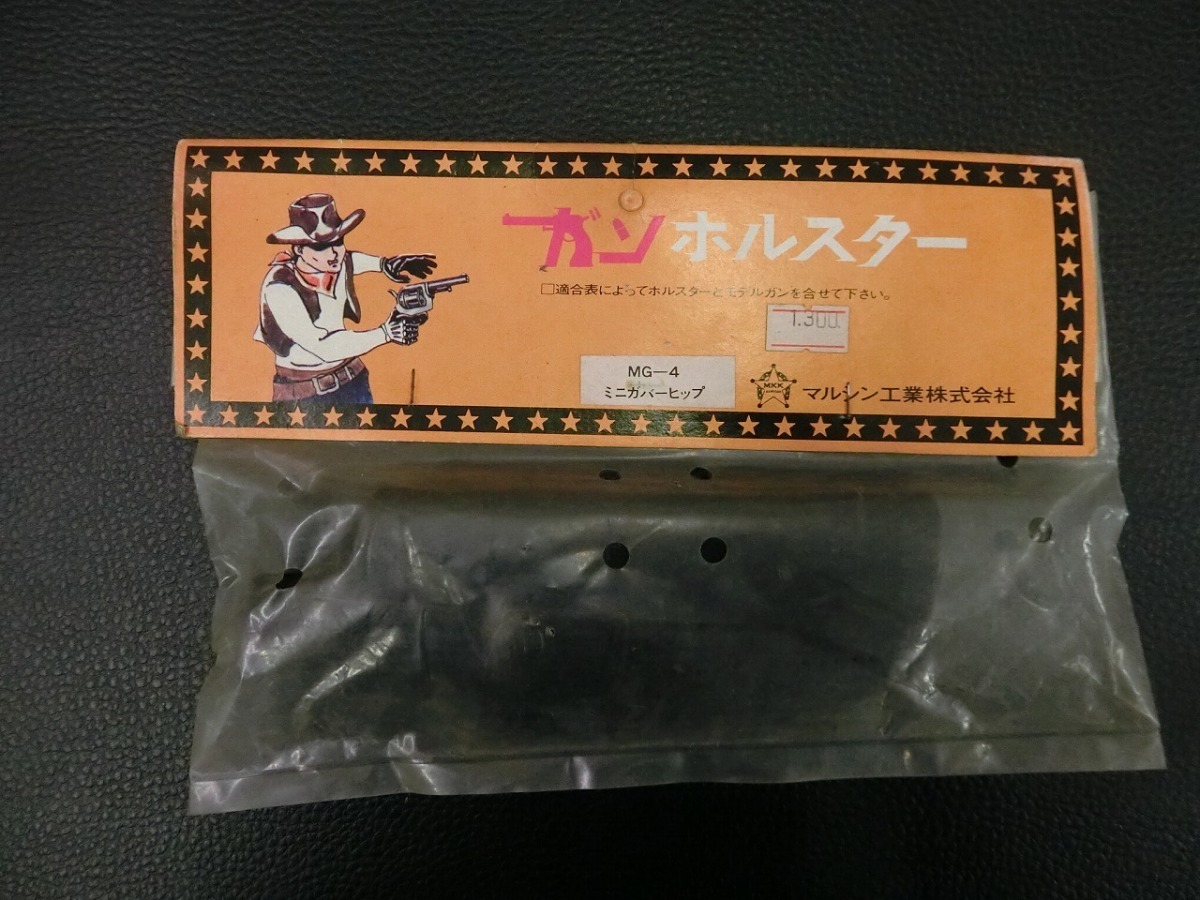 ガンホルスター
□適合表によってホルスターとモデルガンを合せて下さい。
1.300.
MG-4
ミニカバーヒップ
MKK
マルシン工業株式会社